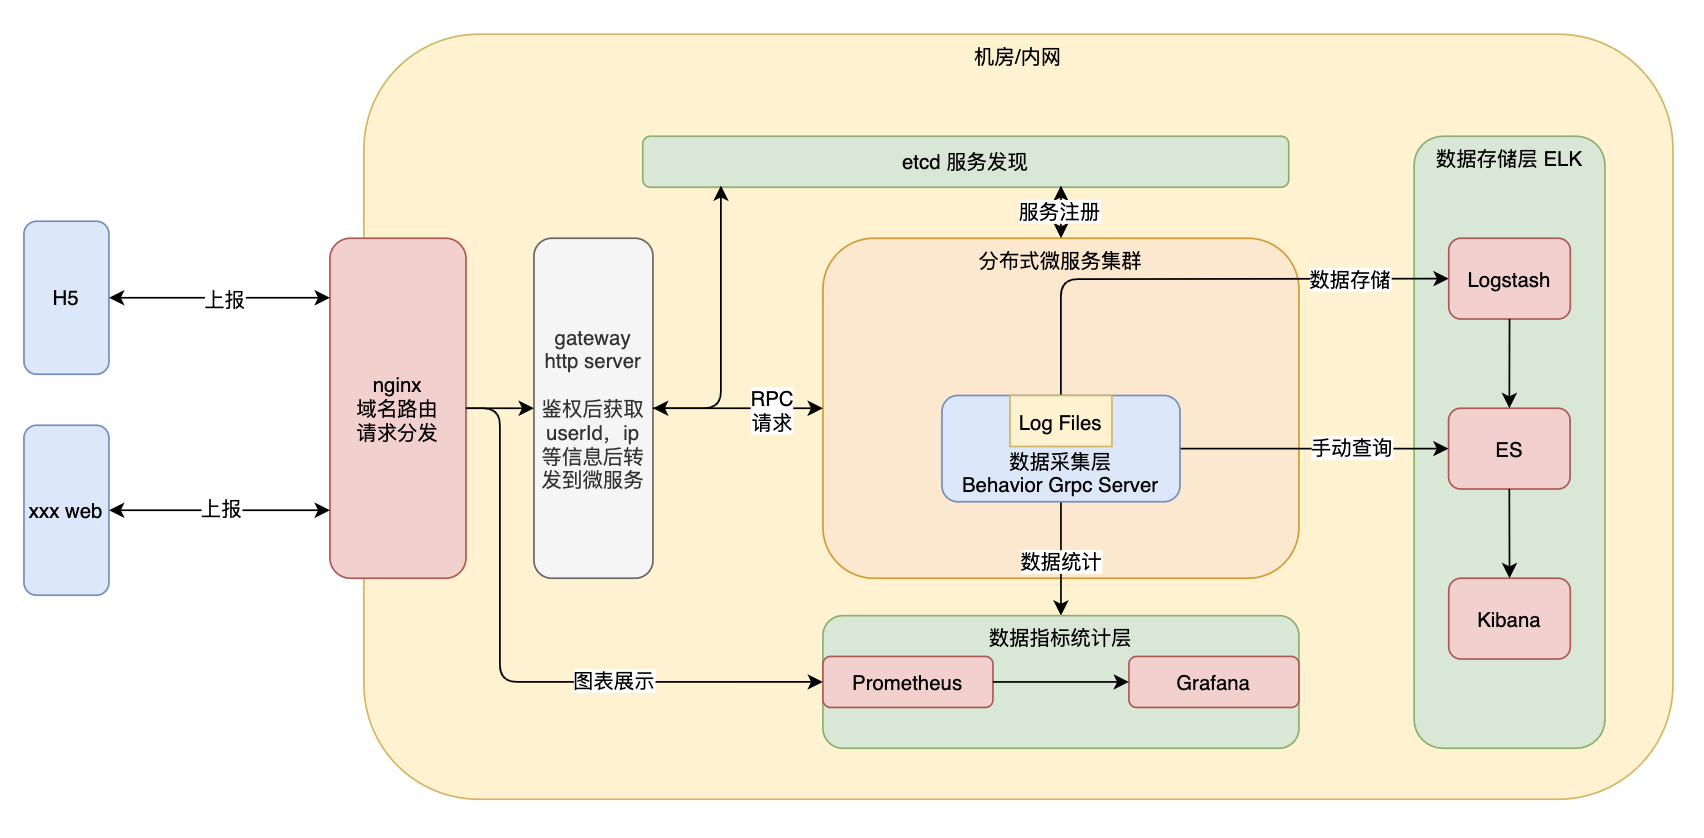 机房/内网
etcd 服务发现
数据存储层 ELK
服务注册
分布式微服务集群
H5
上报
数据存储
Logstash
gateway
http server
nginx
域名路由
请求分发
鉴权后获取
userId，ip
等信息后转
发到微服务
RPC
请求
Log Files
数据采集层
Behavior Grpc Server
手动查询
ES
xxx web
上报
数据统计
数据指标统计层
Kibana
图表展示
Prometheus
Grafana